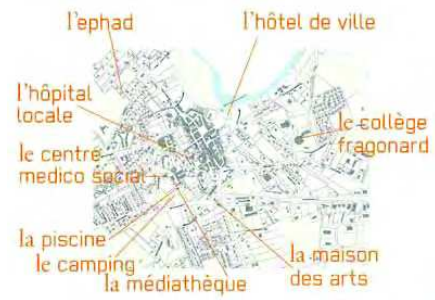 l'ephad
l'hôtel de ville
l'hôpital
locale
le collège
fragonard
le centre
medico social
la piscine
le camping
la médiathèque
la maison
des arts